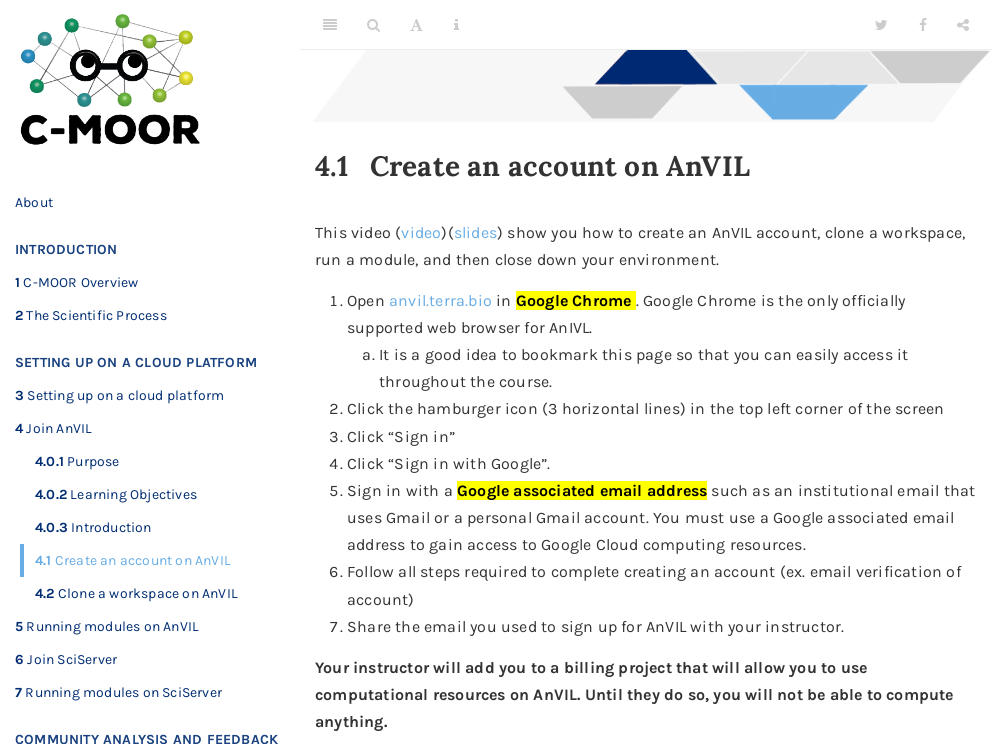 C-MOOR
About
INTRODUCTION
1 C-MOOR Overview
2 The Scientific Process
SETTING UP ON A CLOUD PLATFORM
3 Setting up on a cloud platform
4 Join AnVIL
4.0.1 Purpose
4.0.2 Learning Objectives
4.0.3 Introduction
4.1 Create an account on AnVIL
4.2 Clone a workspace on AnVIL
5 Running modules on AnVIL
6 Join SciServer
7 Running modules on SciServer
COMMUNITY ANALYSIS AND FEEDBACK
A
4.1 Create an account on AnVIL
This video (video)(slides) show you how to create an AnVIL account, clone a workspace,
run a module, and then close down your environment.
1. Open anvil.terra.bio in Google Chrome . Google Chrome is the only officially
supported web browser for AnIVL.
a. It is a good idea to bookmark this page so that you can easily access it
throughout the course.
2. Click the hamburger icon (3 horizontal lines) in the top left corner of the screen
3. Click “Sign in”
4. Click “Sign in with Google”.
5. Sign in with a Google associated email address such as an institutional email that
uses Gmail or a personal Gmail account. You must use a Google associated email
address to gain access to Google Cloud computing resources.
6. Follow all steps required to complete creating an account (ex. email verification of
account)
7. Share the email you used to sign up for AnVIL with your instructor.
Your instructor will add you to a billing project that will allow you to use
computational resources on AnVIL. Until they do so, you will not be able to compute
anything.